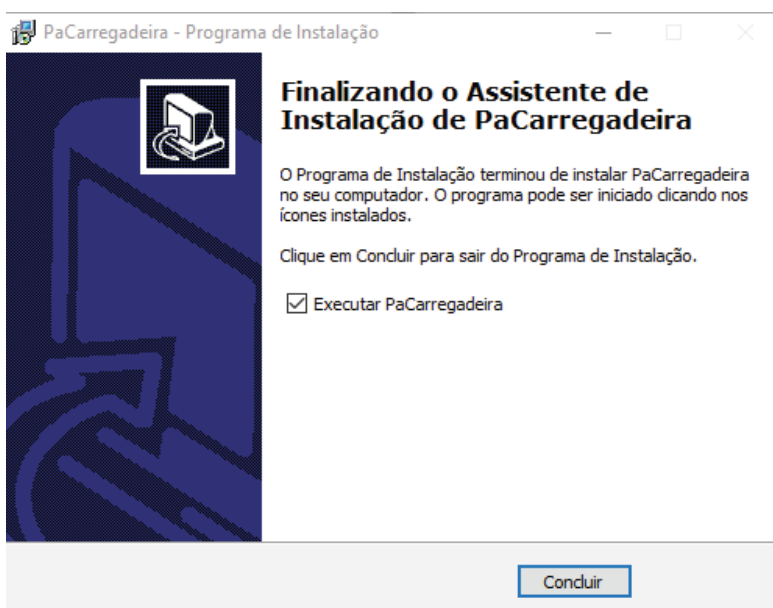 PaCarregadeira - Programa de Instalação
Finalizando o Assistente de
Instalação de PaCarregadeira
O Programa de Instalação terminou de instalar PaCarregadeira
no seu computador. O programa pode ser iniciado clicando nos
ícones instalados.
Clique em Concluir para sair do Programa de Instalação.
Executar PaCarregadeira
Concluir